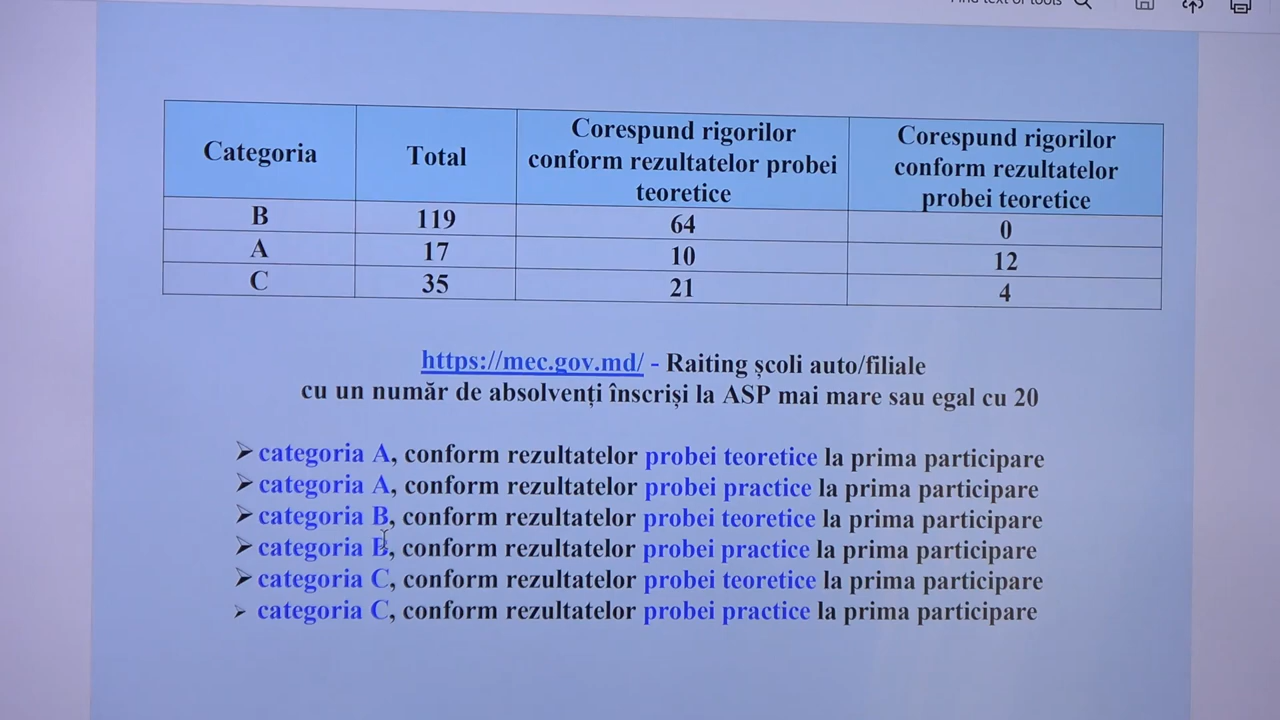 Find text or tools
Categoria Total Corespund rigorilor conform rezultatelor probei teoretice Corespund rigorilor conform rezultatelor probei teoretice
B 119 64 0
A 17 10 12
C 35 21 4
https://mec.gov.md/ - Raiting școli auto/filiale
cu un număr de absolvenți înscriși la ASP mai mare sau egal cu 20
categoria A, conform rezultatelor probei teoretice la prima participare
categoria A, conform rezultatelor probei practice la prima participare
categoria B, conform rezultatelor probei teoretice la prima participare
categoria B, conform rezultatelor probei practice la prima participare
categoria C, conform rezultatelor probei teoretice la prima participare
categoria C, conform rezultatelor probei practice la prima participare